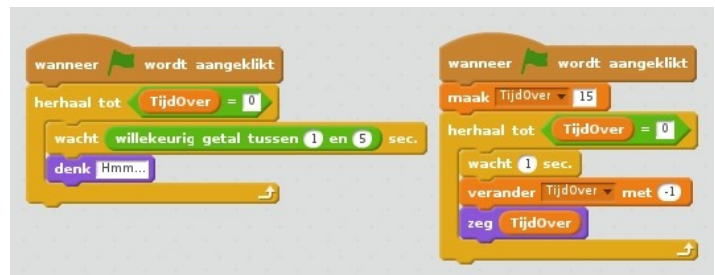 wanneer wordt aangeklikt
herhaal tot TijdOver = 0
wacht willekeurig getal tussen 1 en 5 sec.
denk Hmm...
wanneer wordt aangeklikt
maak TijdOver 15
herhaal tot TijdOver = 0
wacht 1 sec.
verander TijdOver met -1
zeg TijdOver